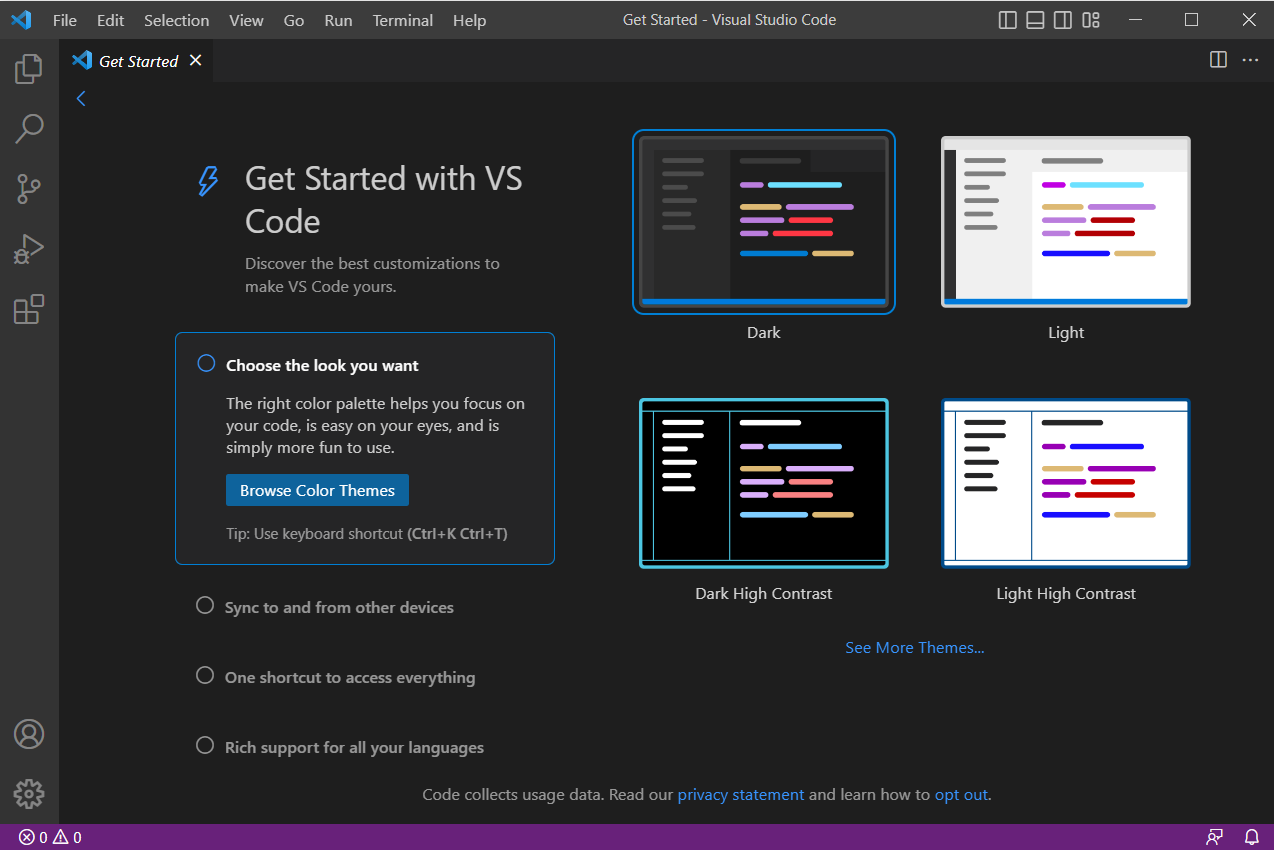 File Edit Selection View Go Run Terminal Help Get Started - Visual Studio Code
Get Started
Get Started with VS
Code
Discover the best customizations to
make VS Code yours.
Choose the look you want
The right color palette helps you focus on
your code, is easy on your eyes, and is
simply more fun to use.
Browse Color Themes
Tip: Use keyboard shortcut (Ctrl+K Ctrl+T)
Sync to and from other devices
One shortcut to access everything
Rich support for all your languages
Dark
Light
Dark High Contrast
Light High Contrast
See More Themes...
Code collects usage data. Read our privacy statement and learn how to opt out.
0 0